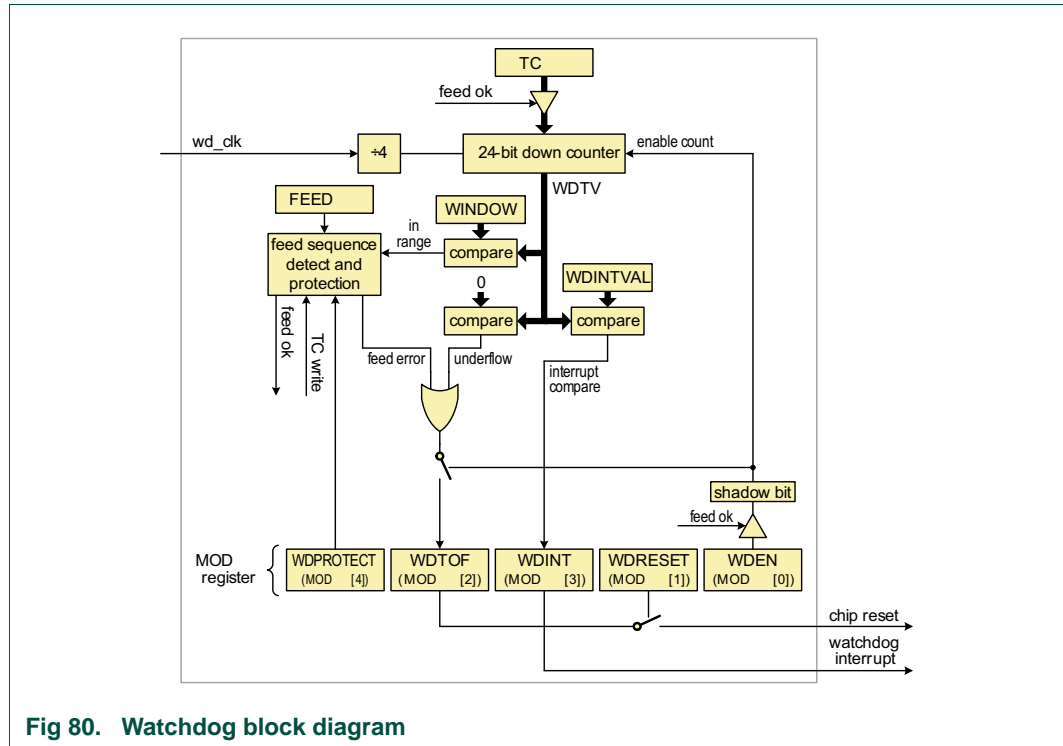 TC
feed ok
wd_clk
÷4
24-bit down counter
enable count
WDTV
FEED
WINDOW
in
range
feed sequence
detect and
protection
compare
WDINTVAL
0
compare
compare
feed ok
TC write
feed error
underflow
interrupt
compare
shadow bit
feed ok
MOD
register
WDPROTECT
(MOD [4])
WDTOF
(MOD [2])
WDINT
(MOD [3])
WDRESET
(MOD [1])
WDEN
(MOD [0])
chip reset
watchdog
interrupt
Fig 80. Watchdog block diagram